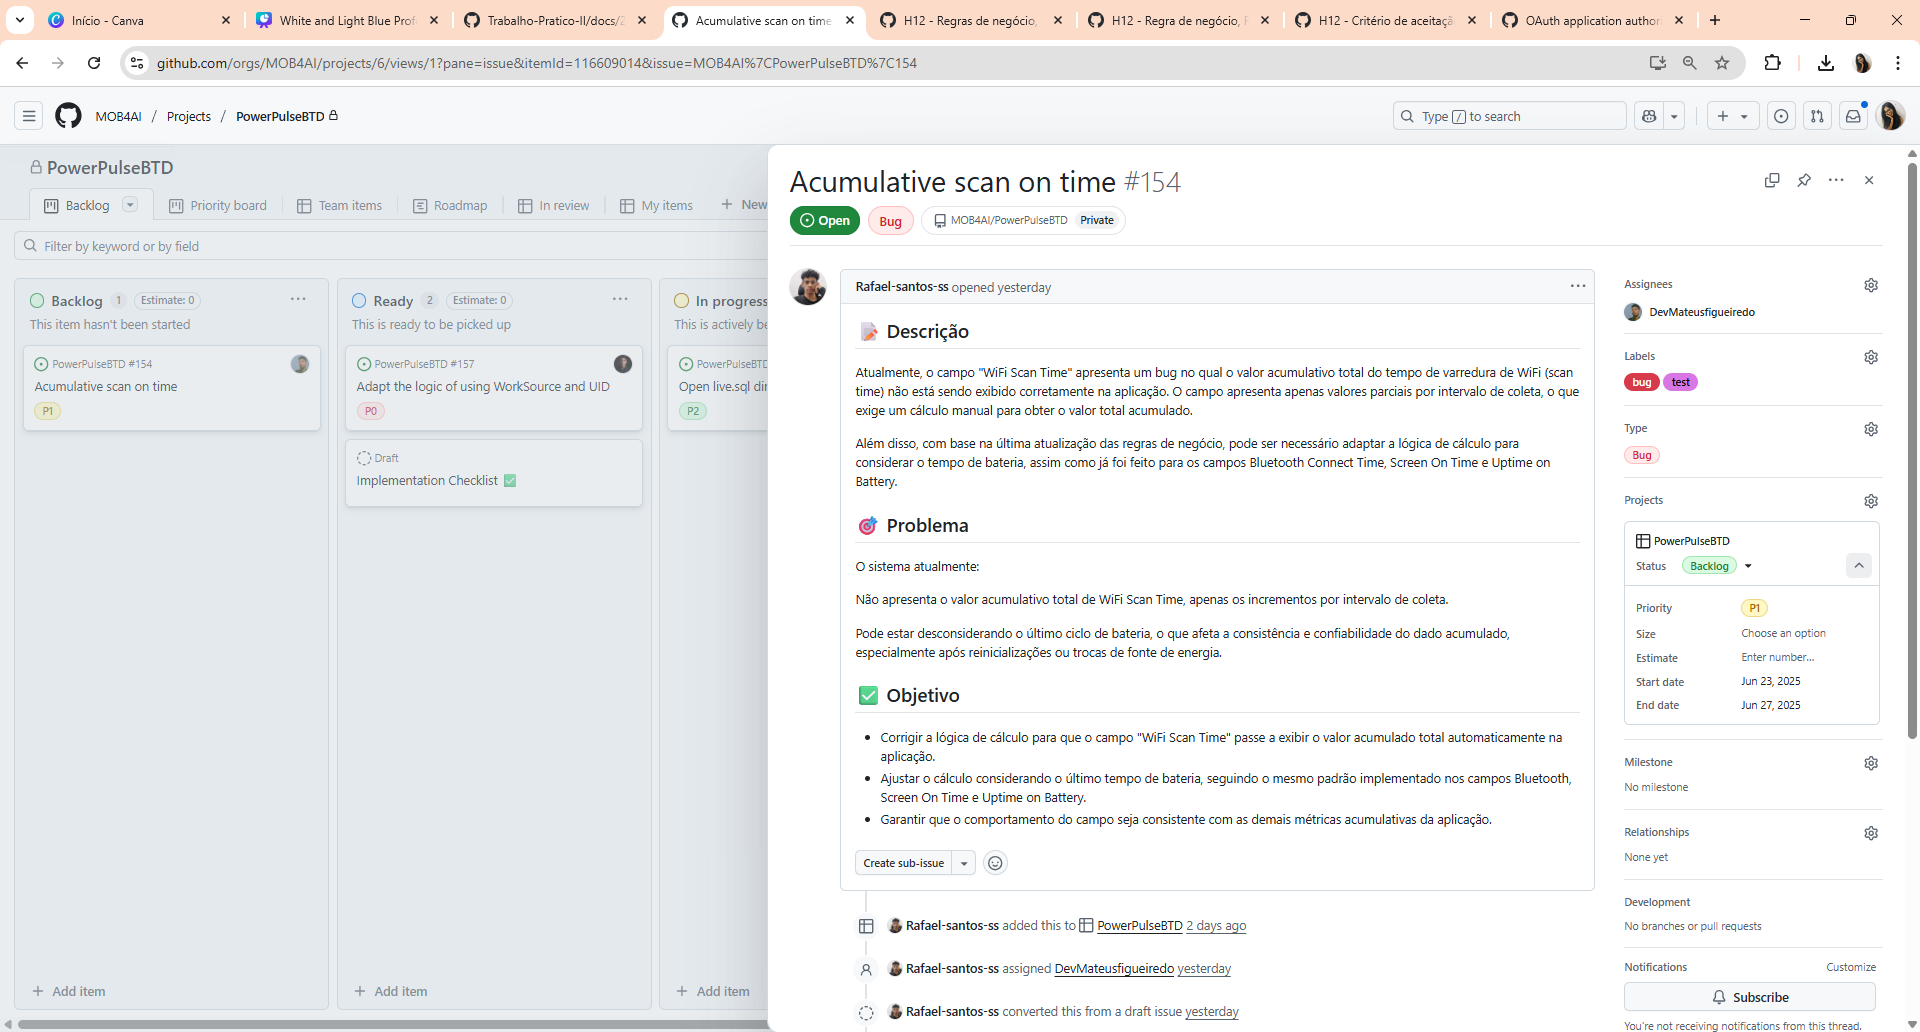 Início - Canva
White and Light Blue Prof
Trabalho-Pratico-II/docs/2
Acumulative scan on time
H12 - Regras de negócio,
H12 - Regra de negócio, F
H12 - Critério de aceitaçã
OAuth application author
github.com/orgs/MOB4AI/projects/6/views/1?pane=issue&itemId=116609014&issue=MOB4AI%7CPowerPulseBTD%7C154
MOB4AI / Projects / PowerPulseBTD
Type / to search
PowerPulseBTD
Backlog
Priority board
Team items
Roadmap
In review
My items
New
Filter by keyword or by field
Backlog 1 Estimate: 0
This item hasn't been started
PowerPulseBTD #154
Acumulative scan on time
P1
Add item
Ready 2 Estimate: 0
This is ready to be picked up
PowerPulseBTD #157
Adapt the logic of using WorkSource and UID
P0
Draft
Implementation Checklist ✅
Add item
In progress
This is actively be
PowerPulseBTD
Open live.sql dir
P2
Add item
Acumulative scan on time #154
Open
Bug
MOB4AI/PowerPulseBTD Private
Rafael-santos-ss opened yesterday
📝 Descrição
Atualmente, o campo "WiFi Scan Time" apresenta um bug no qual o valor acumulativo total do tempo de varredura de WiFi (scan
time) não está sendo exibido corretamente na aplicação. O campo apresenta apenas valores parciais por intervalo de coleta, o que
exige um cálculo manual para obter o valor total acumulado.
Além disso, com base na última atualização das regras de negócio, pode ser necessário adaptar a lógica de cálculo para
considerar o tempo de bateria, assim como já foi feito para os campos Bluetooth Connect Time, Screen On Time e Uptime on
Battery.
🎯 Problema
O sistema atualmente:
Não apresenta o valor acumulativo total de WiFi Scan Time, apenas os incrementos por intervalo de coleta.
Pode estar desconsiderando o último ciclo de bateria, o que afeta a consistência e confiabilidade do dado acumulado,
especialmente após reinicializações ou trocas de fonte de energia.
✅ Objetivo
• Corrigir a lógica de cálculo para que o campo "WiFi Scan Time" passe a exibir o valor acumulado total automaticamente na
aplicação.
• Ajustar o cálculo considerando o último tempo de bateria, seguindo o mesmo padrão implementado nos campos Bluetooth,
Screen On Time e Uptime on Battery.
• Garantir que o comportamento do campo seja consistente com as demais métricas acumulativas da aplicação.
Create sub-issue
Rafael-santos-ss added this to PowerPulseBTD 2 days ago
Rafael-santos-ss assigned DevMateusfigueiredo yesterday
Rafael-santos-ss converted this from a draft issue yesterday
Assignees
DevMateusfigueiredo
Labels
bug test
Type
Bug
Projects
PowerPulseBTD
Status Backlog
Priority P1
Size Choose an option
Estimate Enter number...
Start date Jun 23, 2025
End date Jun 27, 2025
Milestone
No milestone
Relationships
None yet
Development
No branches or pull requests
Notifications Customize
Subscribe
You're not receiving notifications from this thread.